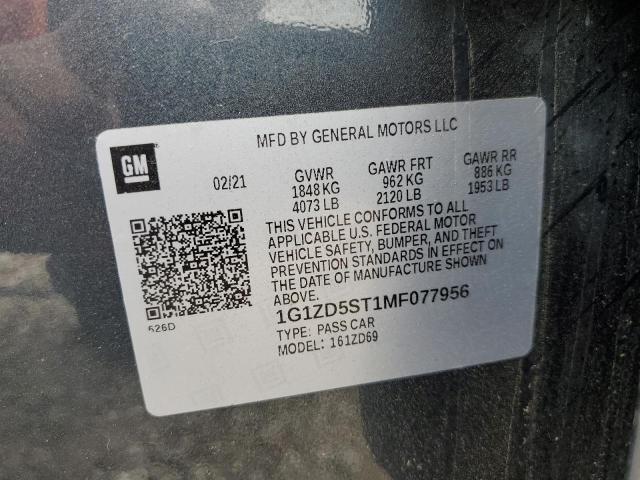 MFD BY GENERAL MOTORS LLC
GM
02/21
GVWR
1848 KG
4073 LB
GAWR FRT
962 KG
2120 LB
GAWR RR
886 KG
1953 LB
THIS VEHICLE CONFORMS TO ALL
APPLICABLE U.S. FEDERAL MOTOR
VEHICLE SAFETY, BUMPER, AND THEFT
PREVENTION STANDARDS IN EFFECT ON
THE DATE OF MANUFACTURE SHOWN
ABOVE.
526D
1G1ZD5ST1MF077956
TYPE: PASS CAR
MODEL: 161ZD69